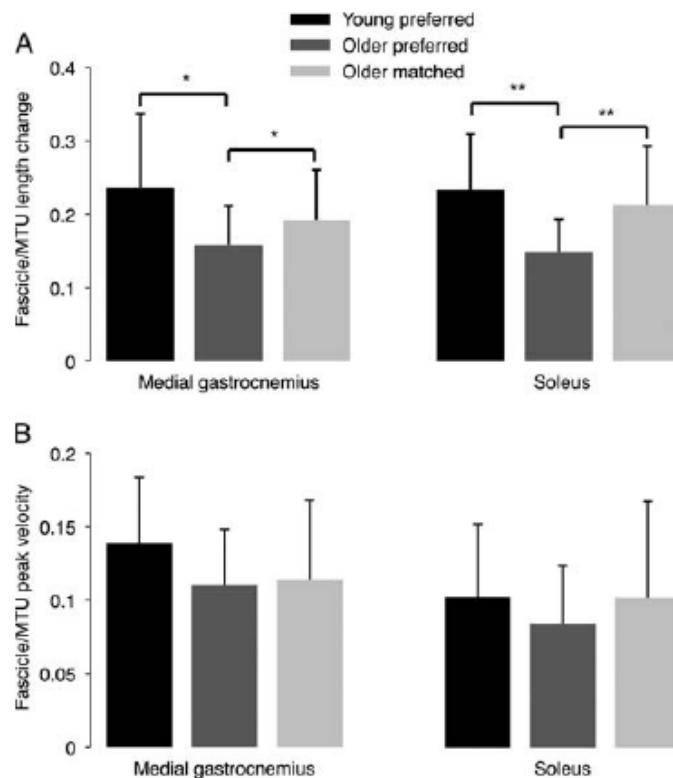 Young preferred
Older preferred
Older matched
A
0.4
0.3
0.2
0.1
0
Fascicle/MTU length change
*
*
**
**
Medial gastrocnemius
Soleus
B
0.2
0.15
0.1
0.05
0
Fascicle/MTU peak velocity
Medial gastrocnemius
Soleus